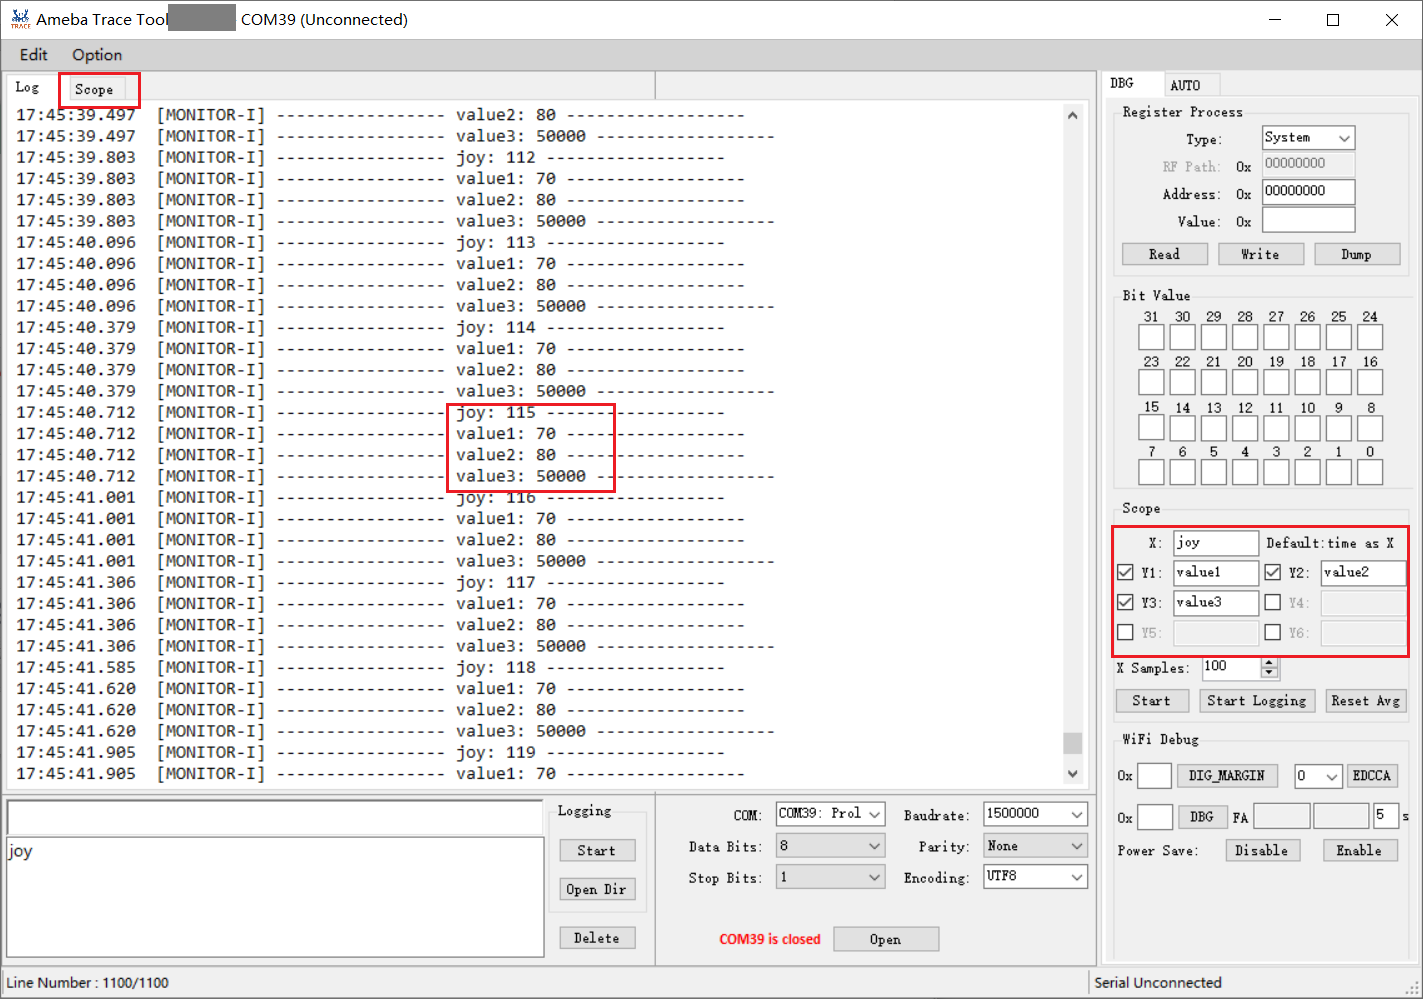 Ameba Trace Tool COM39 (Unconnected)
TRACE
Edit Option
Log Scope
17:45:39.497 [MONITOR-I] ----------------- value2: 80 ------------------
17:45:39.497 [MONITOR-I] ----------------- value3: 50000 ------------------
17:45:39.803 [MONITOR-I] ----------------- joy: 112 ------------------
17:45:39.803 [MONITOR-I] ----------------- value1: 70 ------------------
17:45:39.803 [MONITOR-I] ----------------- value2: 80 ------------------
17:45:39.803 [MONITOR-I] ----------------- value3: 50000 ------------------
17:45:40.096 [MONITOR-I] ----------------- joy: 113 ------------------
17:45:40.096 [MONITOR-I] ----------------- value1: 70 ------------------
17:45:40.096 [MONITOR-I] ----------------- value2: 80 ------------------
17:45:40.096 [MONITOR-I] ----------------- value3: 50000 ------------------
17:45:40.379 [MONITOR-I] ----------------- joy: 114 ------------------
17:45:40.379 [MONITOR-I] ----------------- value1: 70 ------------------
17:45:40.379 [MONITOR-I] ----------------- value2: 80 ------------------
17:45:40.379 [MONITOR-I] ----------------- value3: 50000 ------------------
17:45:40.712 [MONITOR-I] ----------------- joy: 115 ------------------
17:45:40.712 [MONITOR-I] ----------------- value1: 70 ------------------
17:45:40.712 [MONITOR-I] ----------------- value2: 80 ------------------
17:45:40.712 [MONITOR-I] ----------------- value3: 50000 ------------------
17:45:41.001 [MONITOR-I] ----------------- joy: 116 ------------------
17:45:41.001 [MONITOR-I] ----------------- value1: 70 ------------------
17:45:41.001 [MONITOR-I] ----------------- value2: 80 ------------------
17:45:41.001 [MONITOR-I] ----------------- value3: 50000 ------------------
17:45:41.306 [MONITOR-I] ----------------- joy: 117 ------------------
17:45:41.306 [MONITOR-I] ----------------- value1: 70 ------------------
17:45:41.306 [MONITOR-I] ----------------- value2: 80 ------------------
17:45:41.306 [MONITOR-I] ----------------- value3: 50000 ------------------
17:45:41.585 [MONITOR-I] ----------------- joy: 118 ------------------
17:45:41.620 [MONITOR-I] ----------------- value1: 70 ------------------
17:45:41.620 [MONITOR-I] ----------------- value2: 80 ------------------
17:45:41.620 [MONITOR-I] ----------------- value3: 50000 ------------------
17:45:41.905 [MONITOR-I] ----------------- joy: 119 ------------------
17:45:41.905 [MONITOR-I] ----------------- value1: 70 ------------------
joy
Logging
Start
Open Dir
Delete
COM: COM39: Prol Baudrate: 1500000
Data Bits: 8 Parity: None
Stop Bits: 1 Encoding: UTF8
COM39 is closed Open
DBG AUTO
Register Process
Type: System
RF Path: 0x 00000000
Address: 0x 00000000
Value: 0x
Read Write Dump
Bit Value
31 30 29 28 27 26 25 24
23 22 21 20 19 18 17 16
15 14 13 12 11 10 9 8
7 6 5 4 3 2 1 0
Scope
X: joy Default:time as X
Y1: value1 Y2: value2
Y3: value3 Y4:
Y5: Y6:
X Samples: 100
Start Start Logging Reset Avg
WiFi Debug
0x DIG_MARGIN 0 EDCCA
0x DBG FA 5 s
Power Save: Disable Enable
Line Number : 1100/1100
Serial Unconnected